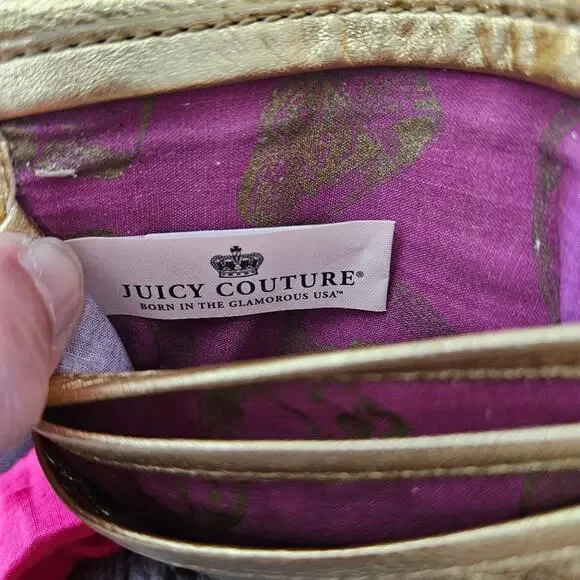 JUICY COUTURE®
BORN IN THE GLAMOROUS USA™